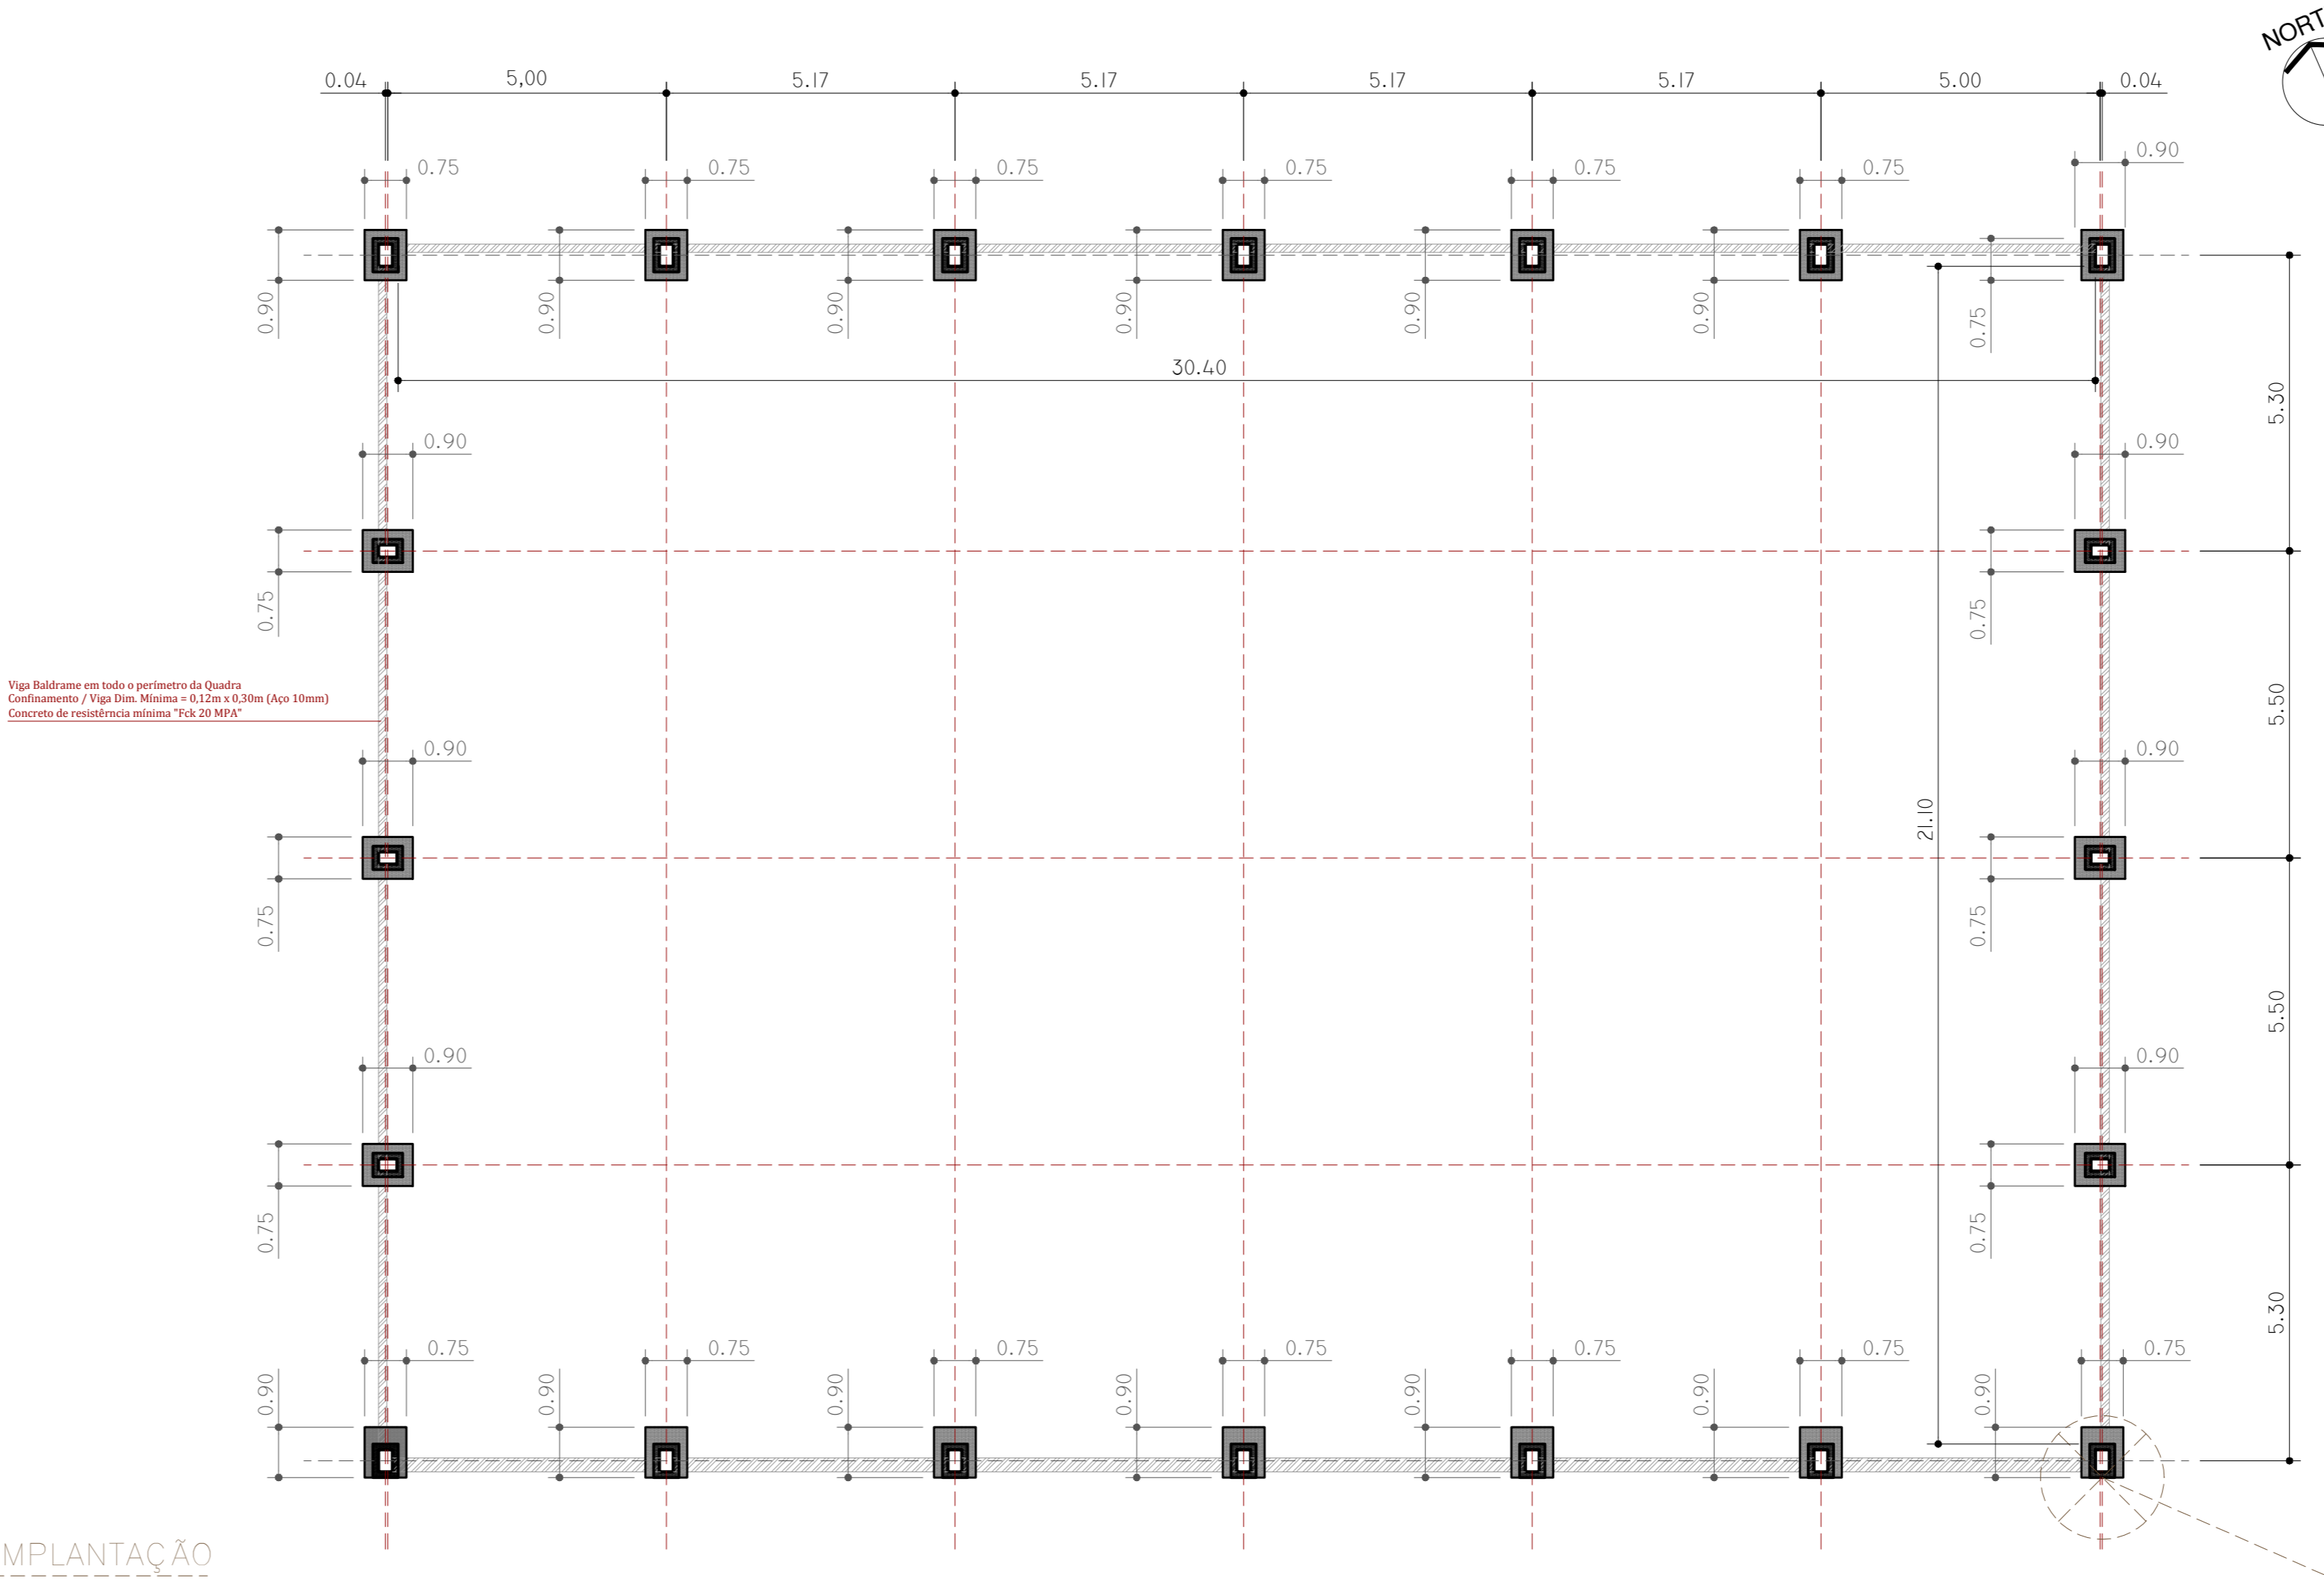 NORT
0.04 5,00 5.17 5.17 5.17 5.17 5.00 0.04
0.90
0.75 0.75 0.75 0.75 0.75 0.75
0.90 0.90 0.90 0.90 0.90 0.90 0.75
30.40
5.30
0.90 0.90
0.75 0.75
Viga Baldrame em todo o perímetro da Quadra
Confinamento / Viga Dim. Mínima = 0,12m x 0,30m (Aço 10mm)
Concreto de resistêrncia mínima "Fck 20 MPA"
5.50
0.90 0.90
21.10
0.75 0.75
5.50
0.90 0.90
0.75 0.75
5.30
0.75 0.75 0.75 0.75 0.75 0.75 0.75
0.90 0.90 0.90 0.90 0.90 0.90 0.90
MPLANTAÇÃO